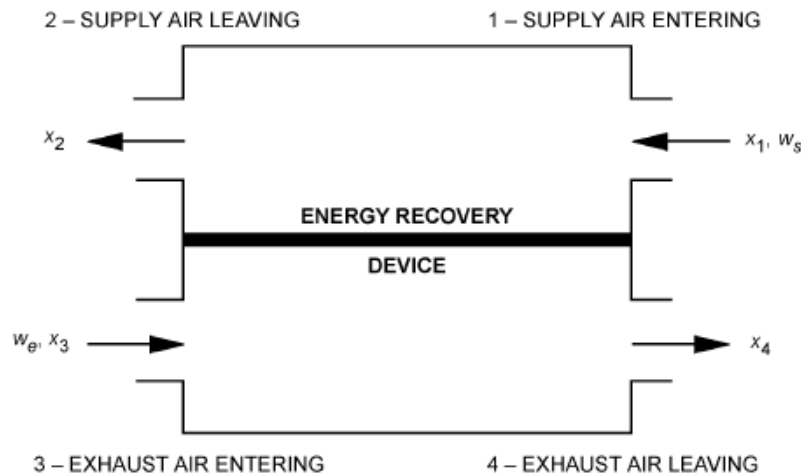 2 – SUPPLY AIR LEAVING
1 – SUPPLY AIR ENTERING
x2
x1, ws
ENERGY RECOVERY
DEVICE
we, x3
x4
3 – EXHAUST AIR ENTERING
4 – EXHAUST AIR LEAVING